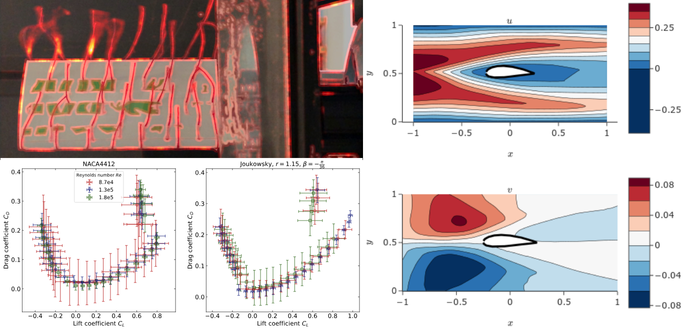 u
0.25
0
−0.25
1
0.5
0
y
−1
−0.5
0
0.5
1
x
NACA4412
Reynolds number Re
8.7e4
1.3e5
1.8e5
Drag coefficient C_D
0.4
0.3
0.2
0.1
0.0
−0.4 −0.2 0.0 0.2 0.4 0.6 0.8
Lift coefficient C_L
Joukowsky, r = 1.15, β = −
Drag coefficient C_D
0.4
0.3
0.2
0.1
0.0
−0.4 −0.2 0.0 0.2 0.4 0.6 0.8 1.0
Lift coefficient C_L
v
0.08
0.04
0
−0.04
−0.08
1
0.5
0
y
−1
−0.5
0
0.5
1
x